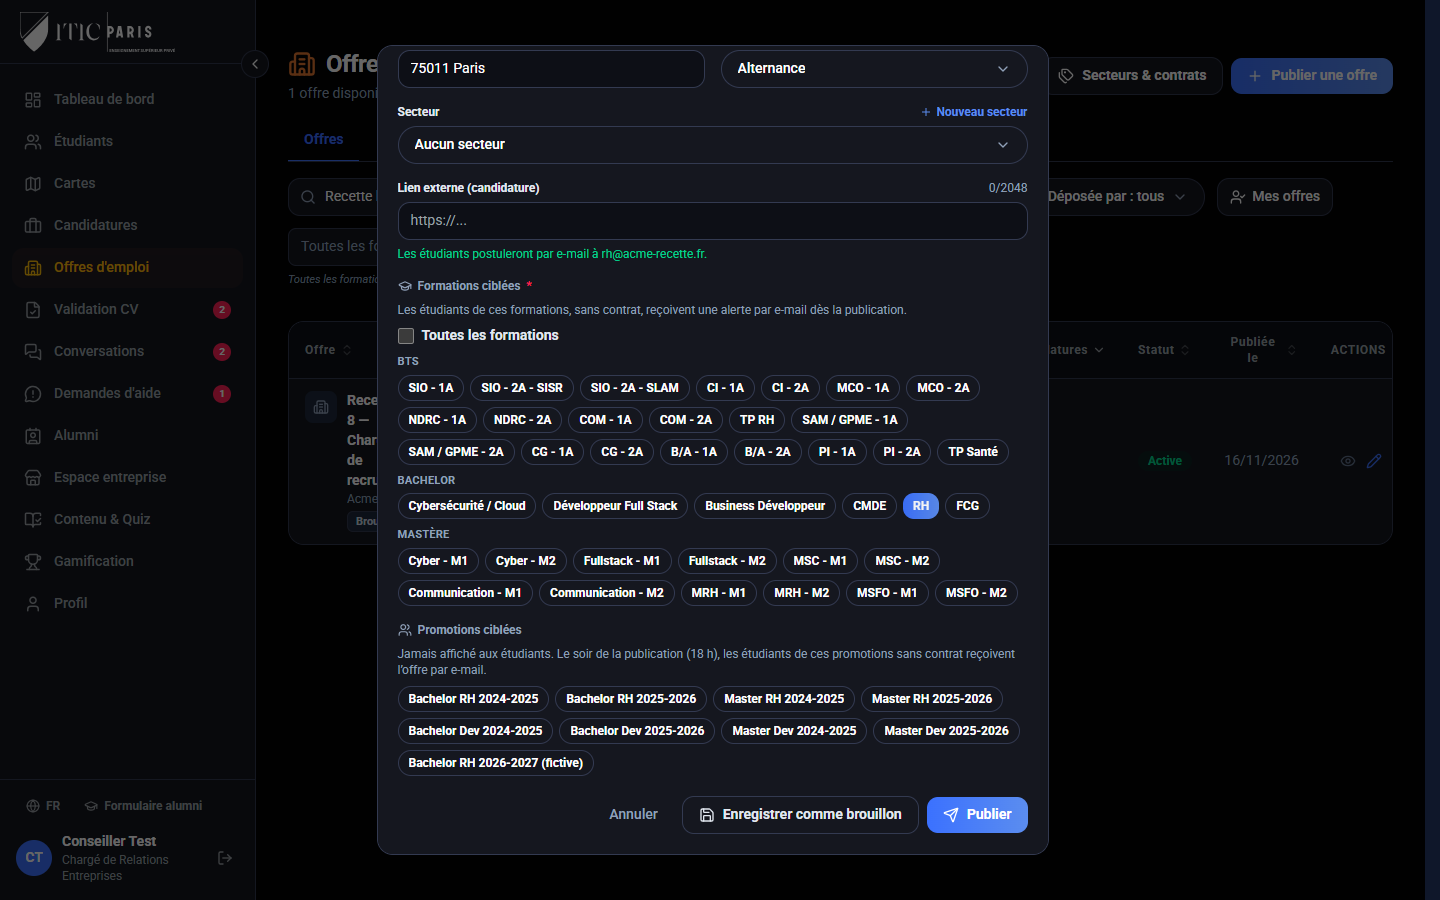 ITIC PARIS
ENSEIGNEMENT SUPÉRIEUR PRIVÉ
Tableau de bord
Étudiants
Cartes
Candidatures
Offres d'emploi
Validation CV
2
Conversations
2
Demandes d'aide
1
Alumni
Espace entreprise
Contenu & Quiz
Gamification
Profil
FR
Formulaire alumni
CT
Conseiller Test
Chargé de Relations
Entreprises
Offre
1 offre disponi
Secteurs & contrats
Publier une offre
Offres
Recette
Déposée par : tous
Mes offres
Toutes les fo
Toutes les formatio
Offre
atures
Statut
Publiée
le
ACTIONS
Rece
8 —
Char
de
recru
Acme
Brou
Active
16/11/2026
75011 Paris
Alternance
Secteur
Nouveau secteur
Aucun secteur
Lien externe (candidature)
0/2048
https://...
Les étudiants postuleront par e-mail à rh@acme-recette.fr.
Formations ciblées *
Les étudiants de ces formations, sans contrat, reçoivent une alerte par e-mail dès la publication.
Toutes les formations
BTS
SIO - 1A
SIO - 2A - SISR
SIO - 2A - SLAM
CI - 1A
CI - 2A
MCO - 1A
MCO - 2A
NDRC - 1A
NDRC - 2A
COM - 1A
COM - 2A
TP RH
SAM / GPME - 1A
SAM / GPME - 2A
CG - 1A
CG - 2A
B/A - 1A
B/A - 2A
PI - 1A
PI - 2A
TP Santé
BACHELOR
Cybersécurité / Cloud
Développeur Full Stack
Business Développeur
CMDE
RH
FCG
MASTÈRE
Cyber - M1
Cyber - M2
Fullstack - M1
Fullstack - M2
MSC - M1
MSC - M2
Communication - M1
Communication - M2
MRH - M1
MRH - M2
MSFO - M1
MSFO - M2
Promotions ciblées
Jamais affiché aux étudiants. Le soir de la publication (18 h), les étudiants de ces promotions sans contrat reçoivent
l'offre par e-mail.
Bachelor RH 2024-2025
Bachelor RH 2025-2026
Master RH 2024-2025
Master RH 2025-2026
Bachelor Dev 2024-2025
Bachelor Dev 2025-2026
Master Dev 2024-2025
Master Dev 2025-2026
Bachelor RH 2026-2027 (fictive)
Annuler
Enregistrer comme brouillon
Publier